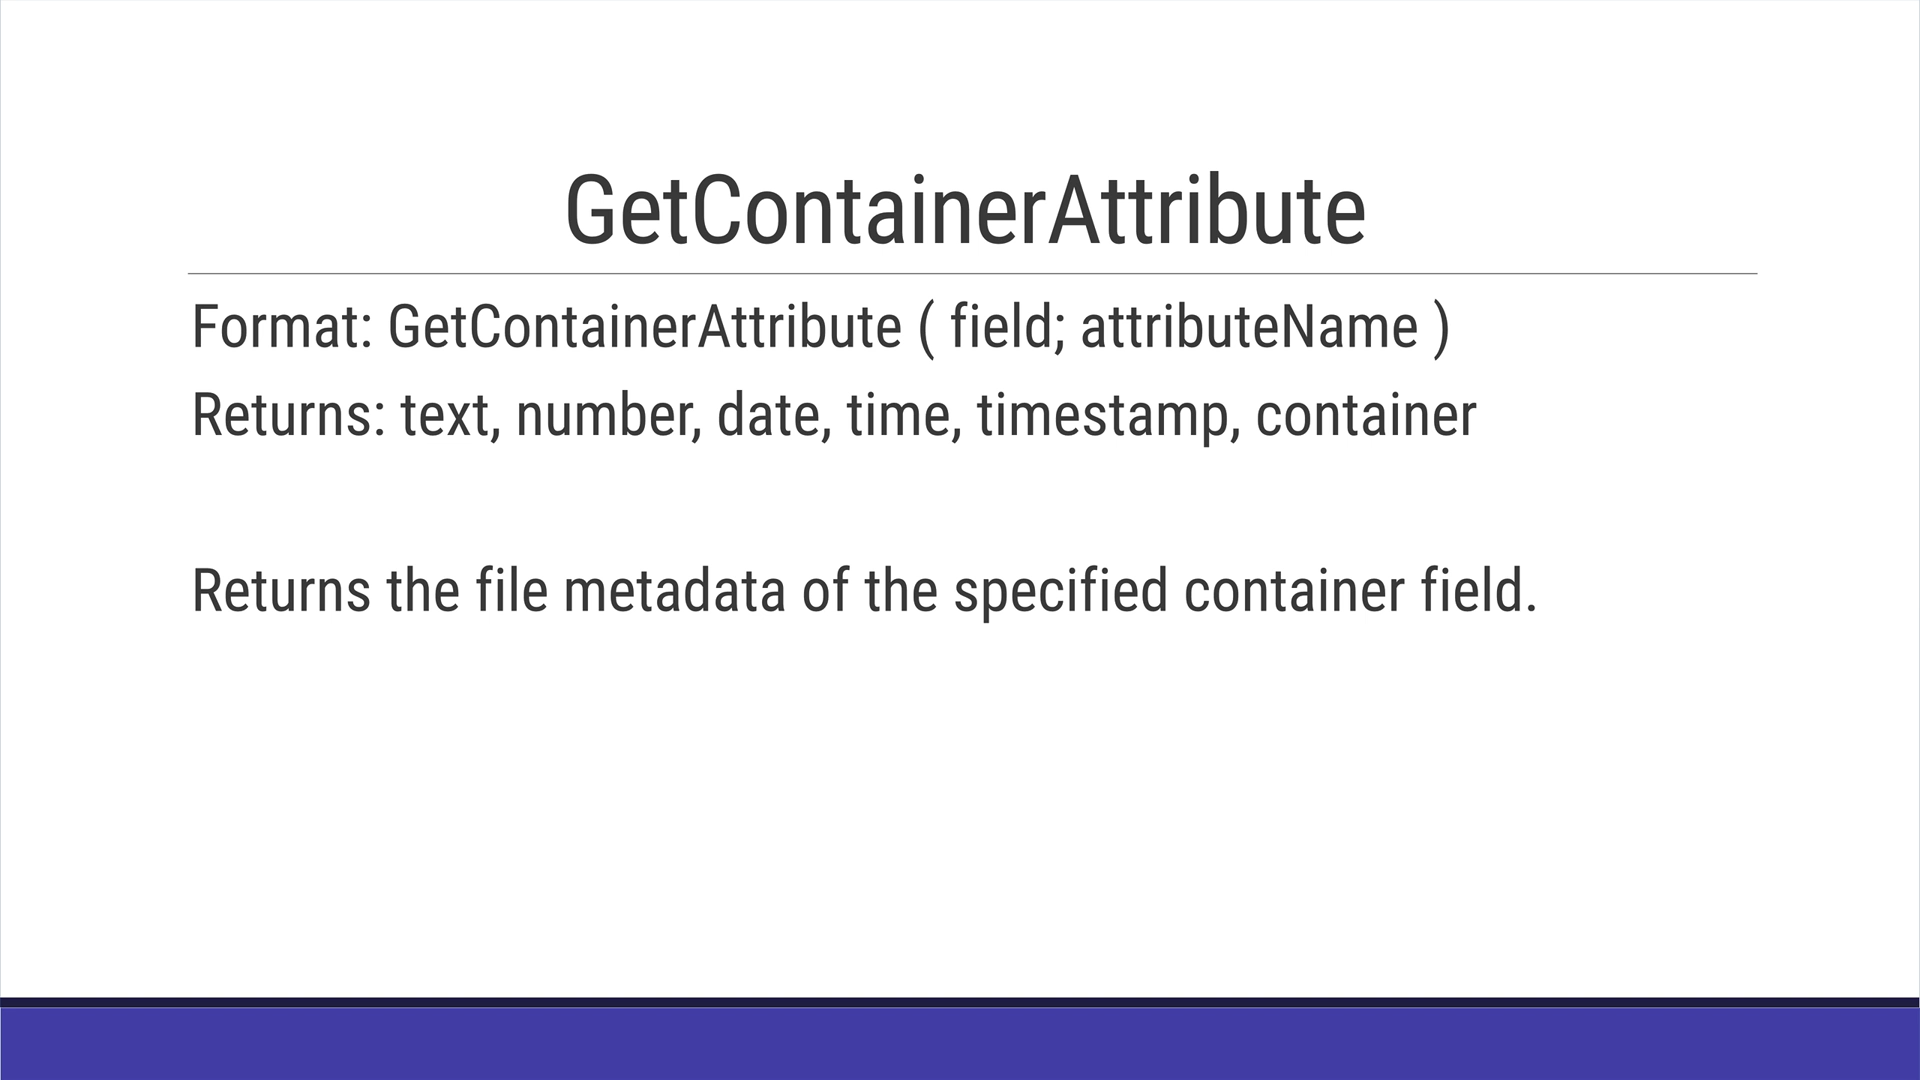 GetContainerAttribute
Format: GetContainerAttribute ( field; attributeName )
Returns: text, number, date, time, timestamp, container
Returns the file metadata of the specified container field.